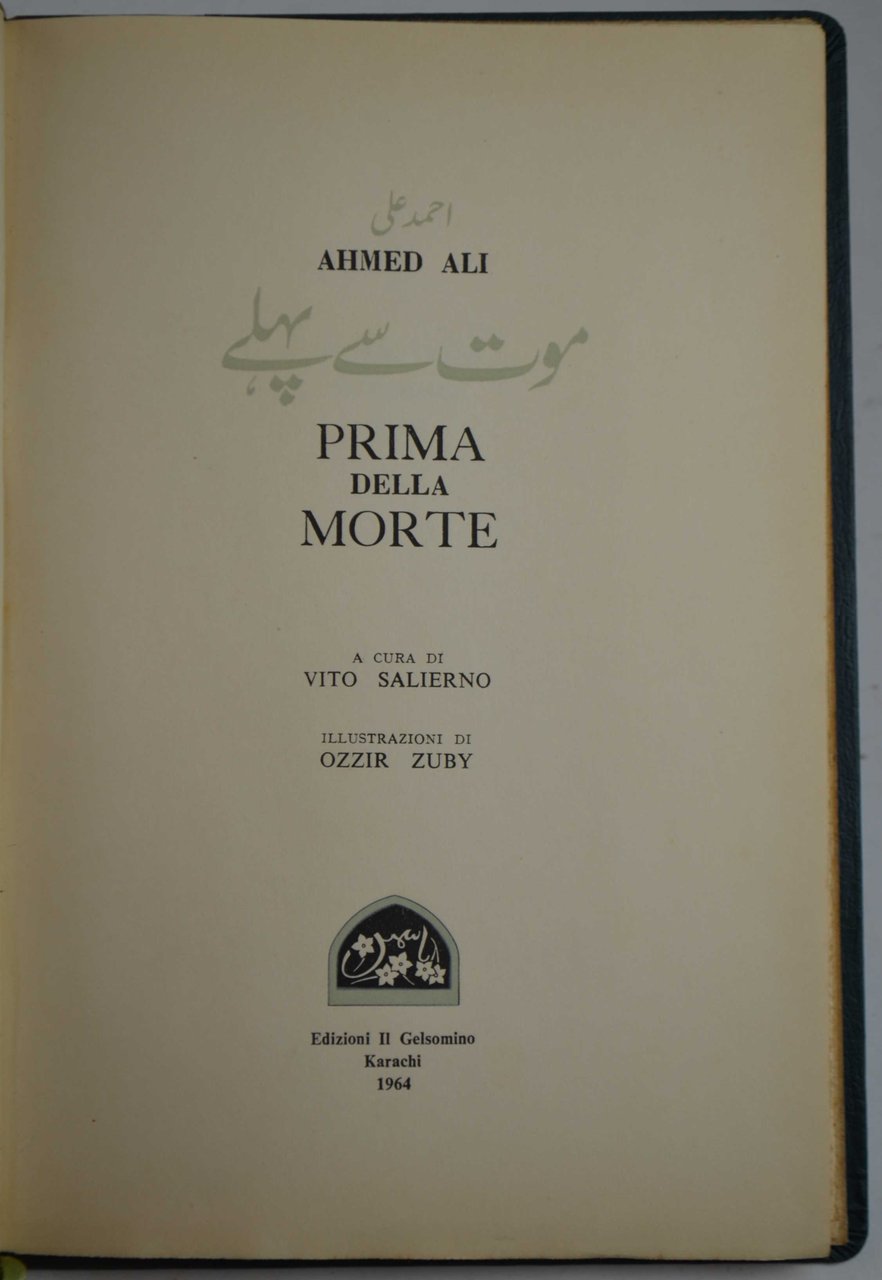 احمد علی
AHMED ALI
موت سے پہلے
PRIMA
DELLA
MORTE
A CURA DI
VITO SALIERNO
ILLUSTRAZIONI DI
OZZIR ZUBY
یاسمین
Edizioni Il Gelsomino
Karachi
1964